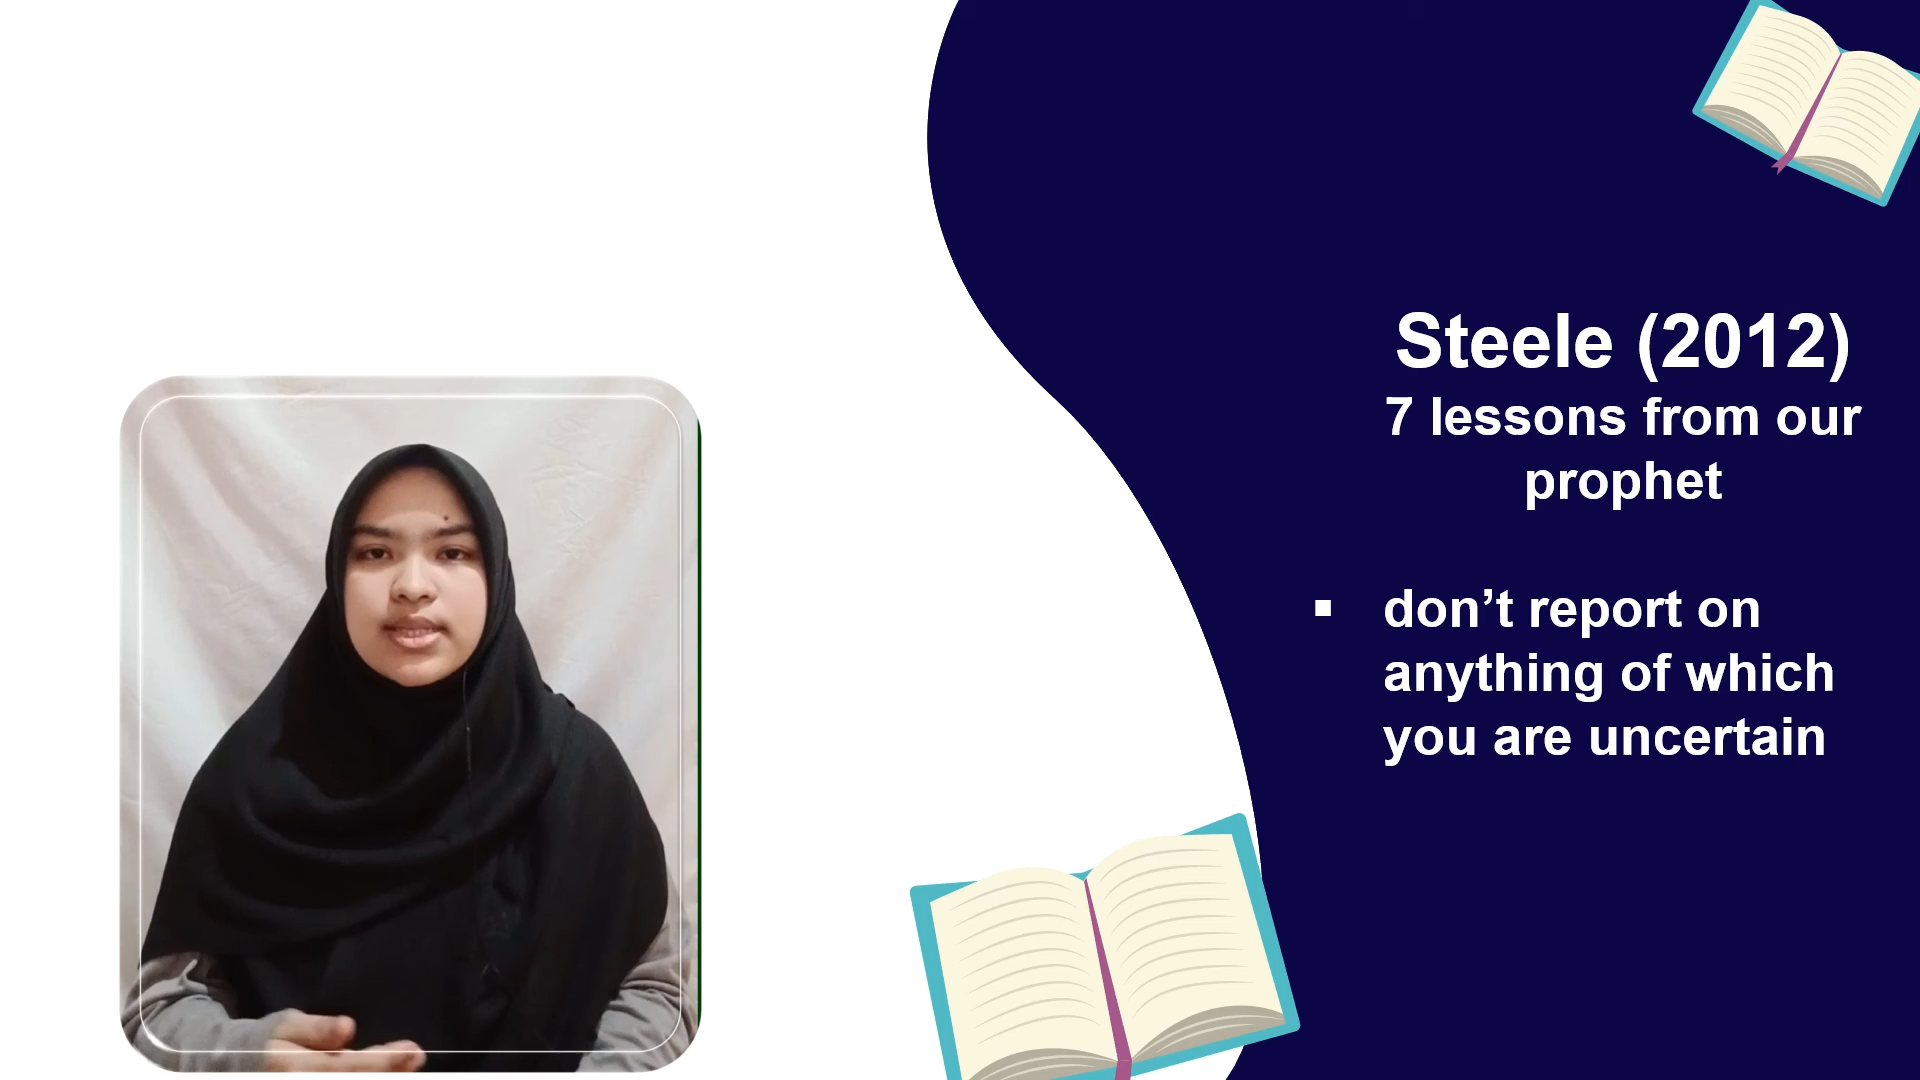 Steele (2012)
7 lessons from our
prophet
▪ don’t report on
anything of which
you are uncertain